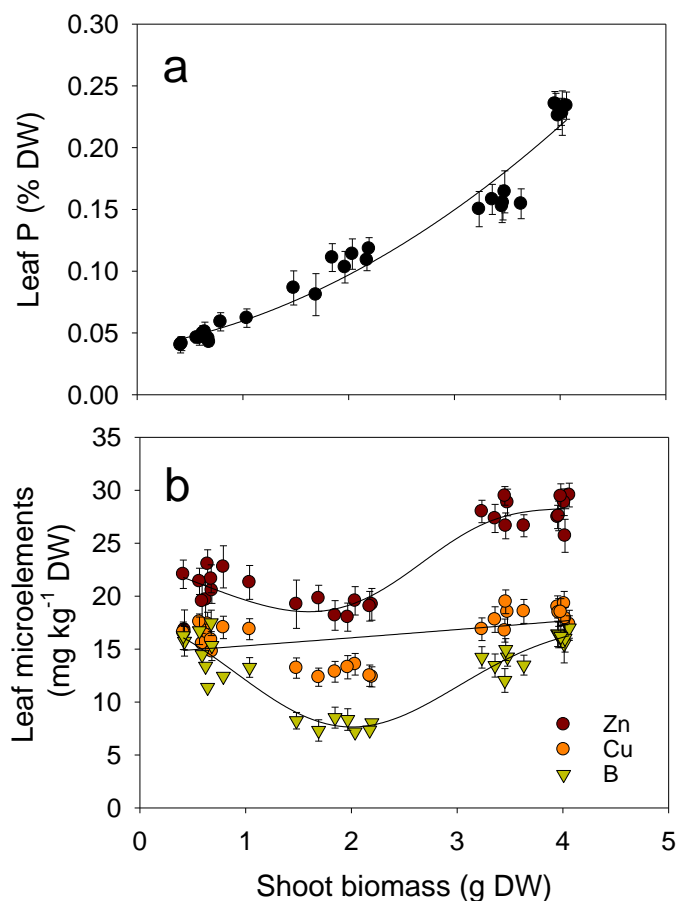 0.30
a
0.25
0.20
0.15
0.10
0.05
0.00
Leaf P (% DW)
35
b
30
25
20
15
10
5
0
Leaf microelements
(mg kg⁻¹ DW)
Zn
Cu
B
0 1 2 3 4 5
Shoot biomass (g DW)